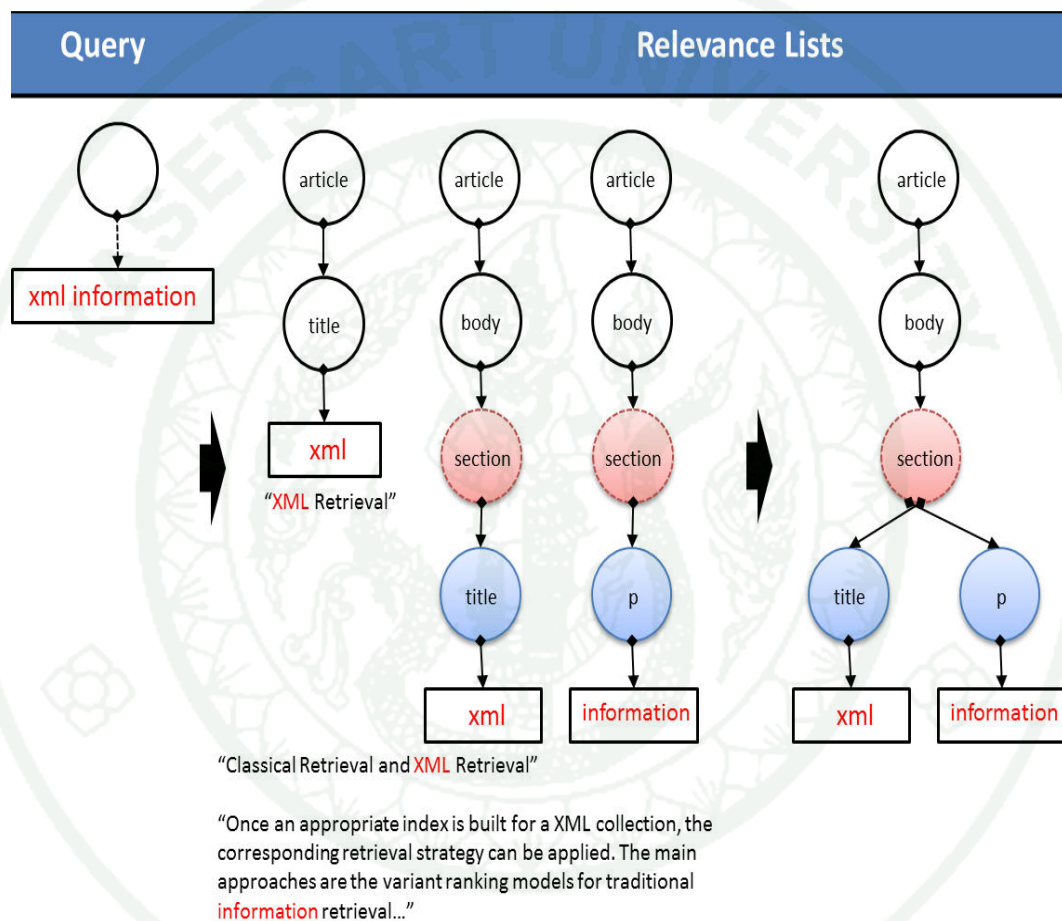 Query
Relevance Lists
KASETSART UNIVERSITY
article
article
article
article
xml information
title
body
body
body
xml
section
section
section
"XML Retrieval"
title
p
title
p
xml
information
xml
information
"Classical Retrieval and XML Retrieval"
"Once an appropriate index is built for a XML collection, the
corresponding retrieval strategy can be applied. The main
approaches are the variant ranking models for traditional
information retrieval..."